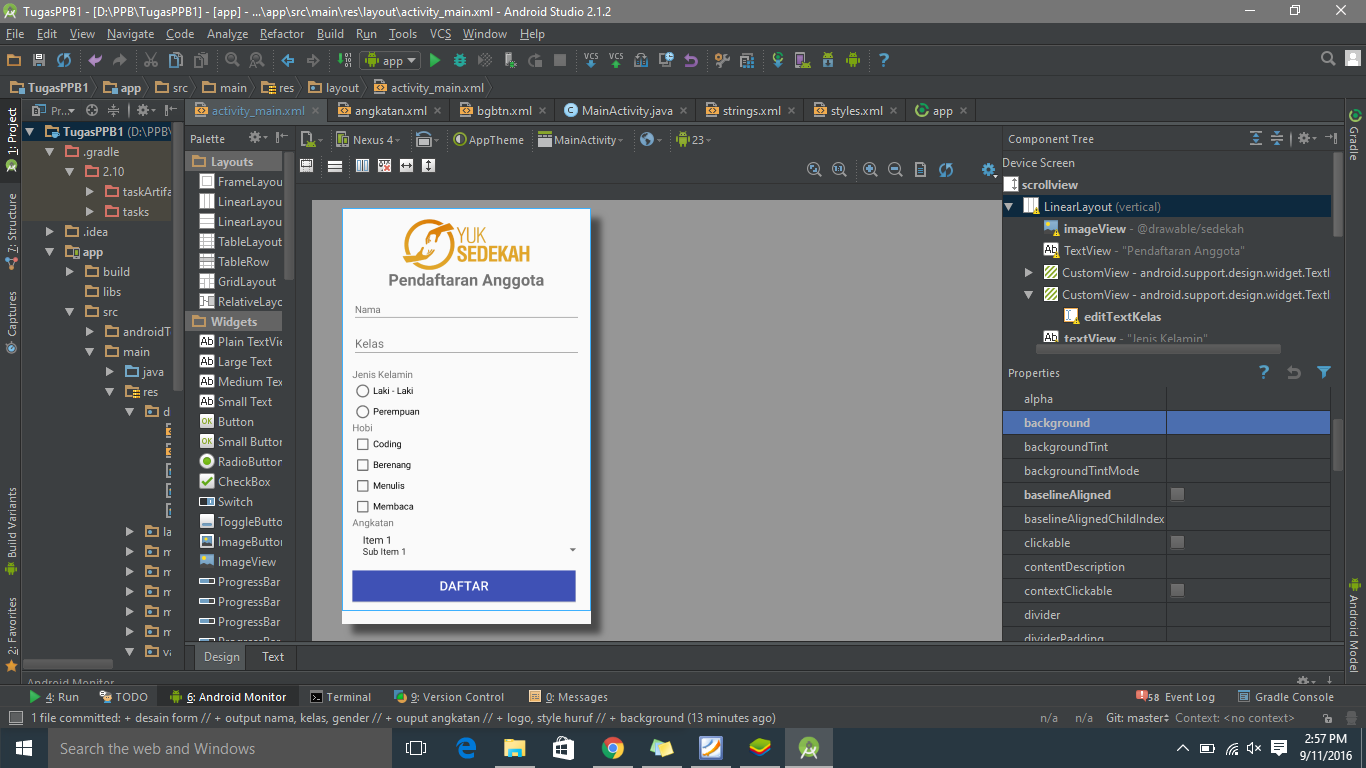 TugasPPB1 - [D:\PPB\TugasPPB1] - [app] - ...\app\src\main\res\layout\activity_main.xml - Android Studio 2.1.2
File Edit View Navigate Code Analyze Refactor Build Run Tools VCS Window Help
app VCS VCS
TugasPPB1 app src main res layout activity_main.xml
Pr... activity_main.xml angkatan.xml bgbtn.xml MainActivity.java strings.xml styles.xml app
1: Project
7: Structure
Captures
Build Variants
2: Favorites
TugasPPB1 (D:\PPB\
.gradle
2.10
taskArtifa
tasks
.idea
app
build
libs
src
androidT
main
java
res
d
la
m
m
m
m
m
va
Palette
Layouts
FrameLayou
LinearLayou
LinearLayou
TableLayout
TableRow
GridLayout
RelativeLayc
Widgets
Plain TextVie
Large Text
Medium Tex
Small Text
Button
Small Button
RadioButton
CheckBox
Switch
ToggleButto
ImageButton
ImageView
ProgressBar
ProgressBar
ProgressBar
ProgressBar
Nexus 4 AppTheme MainActivity 23
YUK
SEDEKAH
Pendaftaran Anggota
Nama
Kelas
Jenis Kelamin
Laki - Laki
Perempuan
Hobi
Coding
Berenang
Menulis
Membaca
Angkatan
Item 1
Sub Item 1
DAFTAR
Design Text
Component Tree
Device Screen
scrollview
LinearLayout (vertical)
imageView - @drawable/sedekah
TextView - "Pendaftaran Anggota"
CustomView - android.support.design.widget.TextI
CustomView - android.support.design.widget.TextI
editTextKelas
textView - "Jenis Kelamin"
Properties
alpha
background
backgroundTint
backgroundTintMode
baselineAligned
baselineAlignedChildIndex
clickable
contentDescription
contextClickable
divider
dividerPadding
Gradle
Android Model
Android Monitor
4: Run TODO 6: Android Monitor Terminal 9: Version Control 0: Messages 58 Event Log Gradle Console
1 file committed: + desain form // + output nama, kelas, gender // + ouput angkatan // + logo, style huruf // + background (13 minutes ago) n/a n/a Git: master Context: <no context>
Search the web and Windows
2:57 PM
9/11/2016